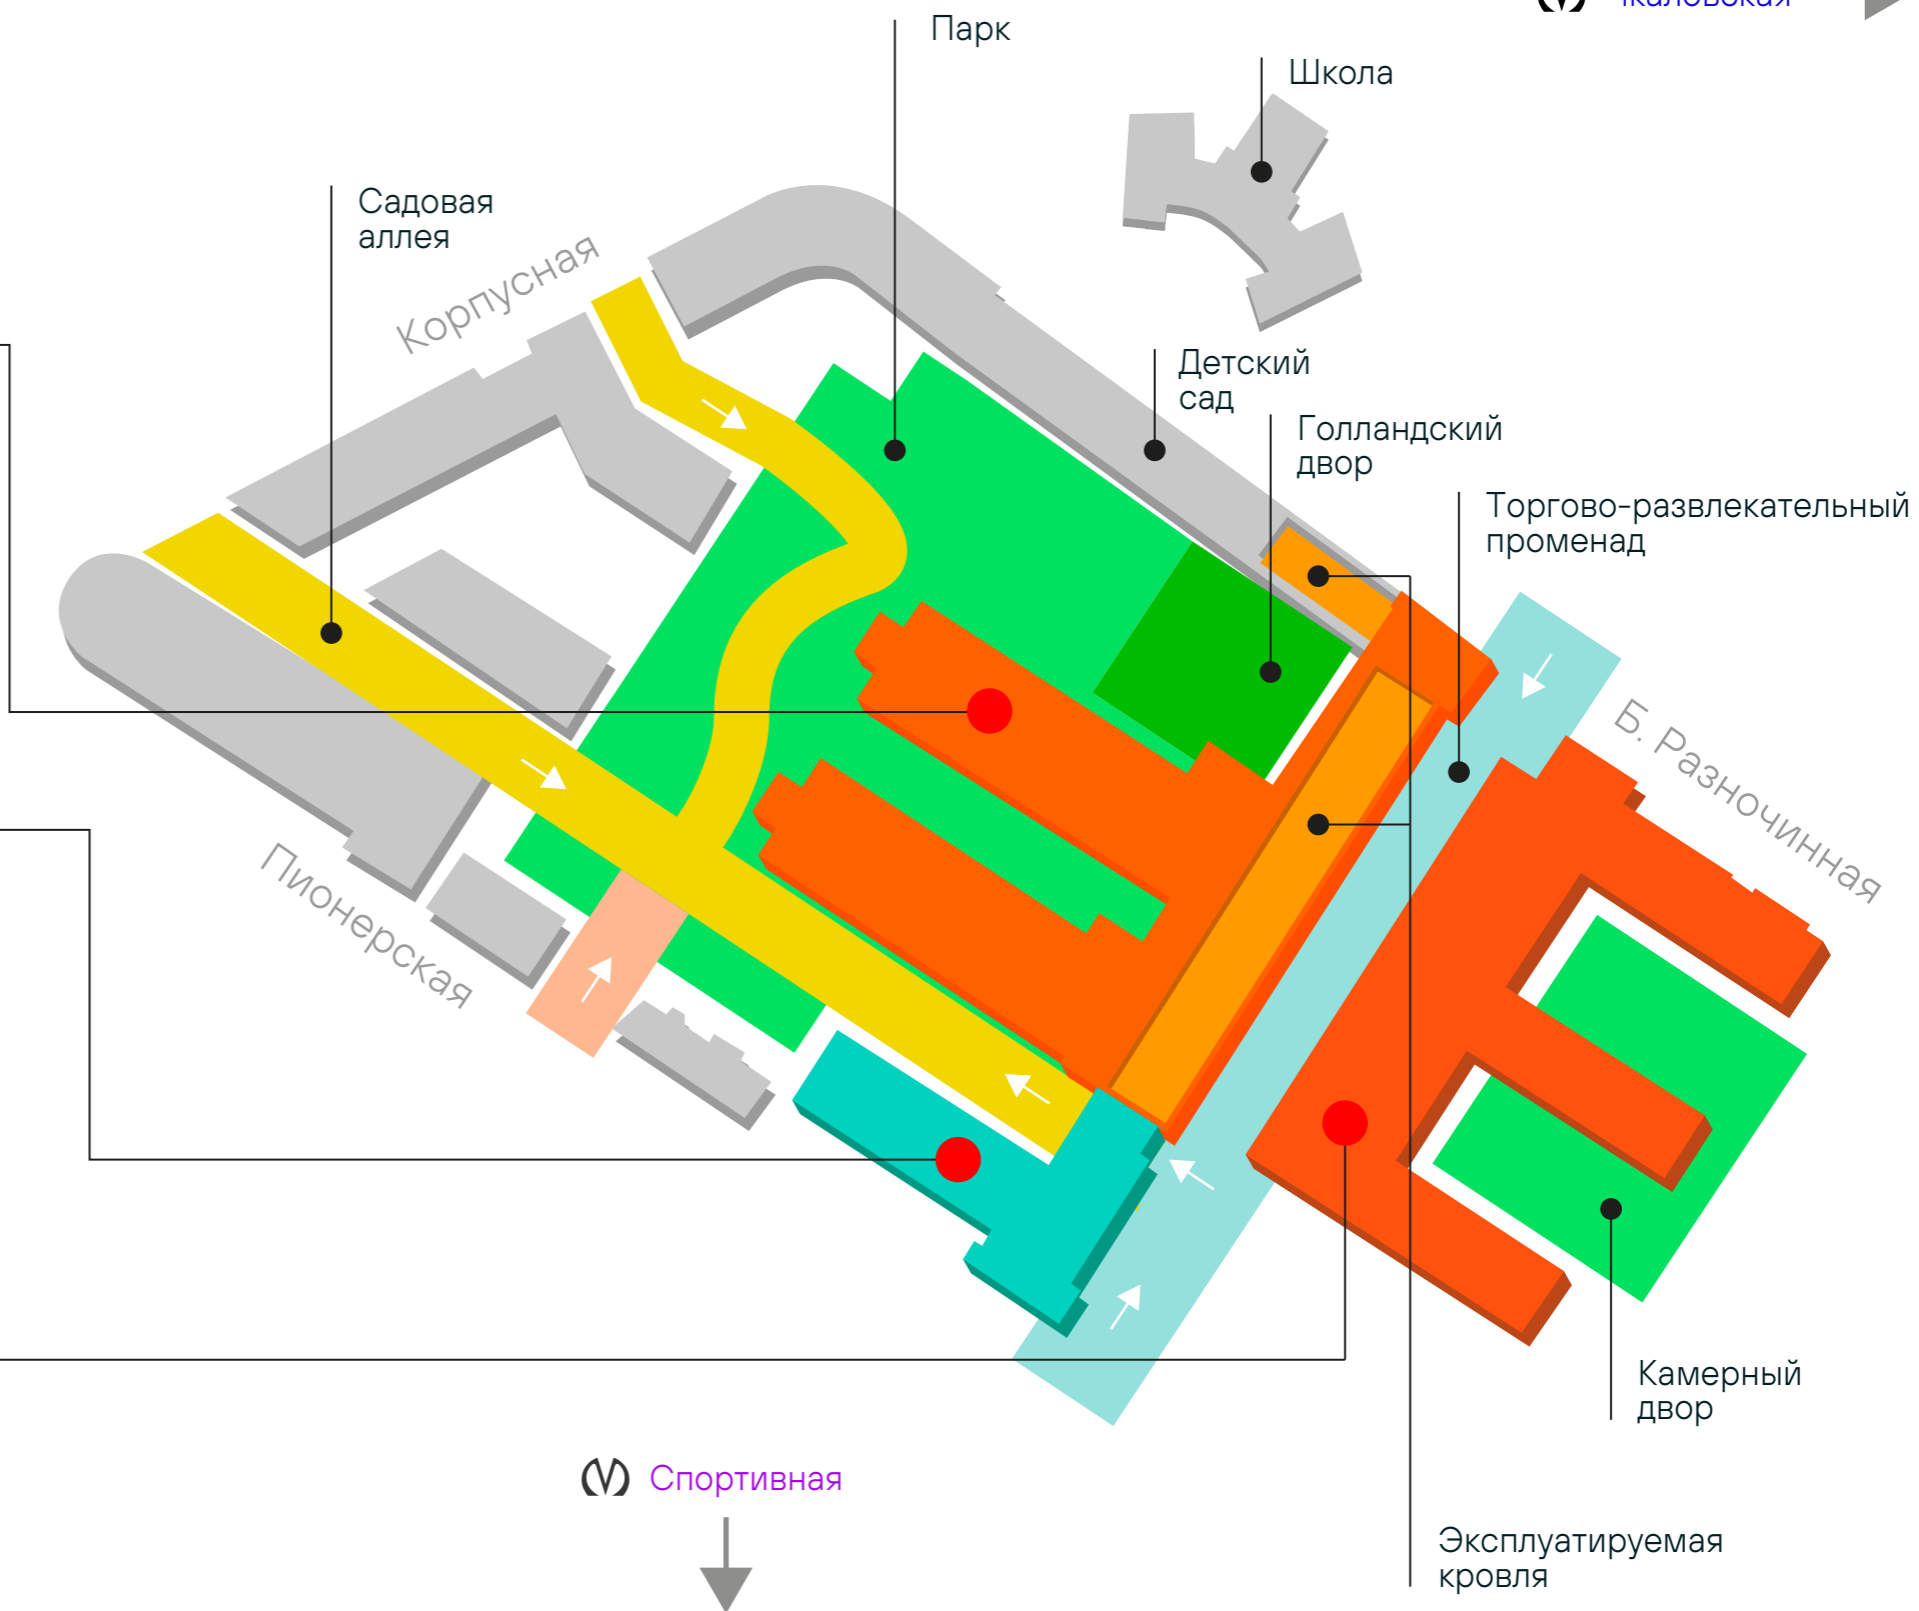 Парк
Школа
Садовая
аллея
Корпусная
Детский
сад
Голландский
двор
Торгово-развлекательный
променад
Б. Разночинная
Пионерская
Камерный
двор
Спортивная
Эксплуатируемая
кровля